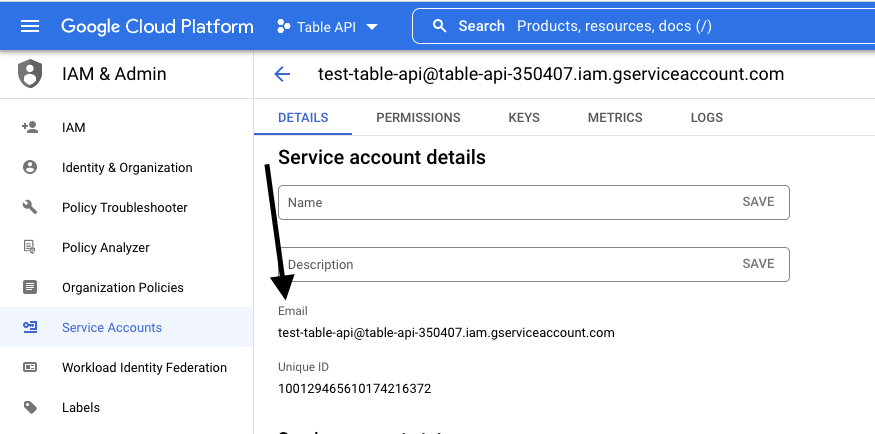 Google Cloud Platform
Table API
Search Products, resources, docs (/)
IAM & Admin
test-table-api@table-api-350407.iam.gserviceaccount.com
DETAILS PERMISSIONS KEYS METRICS LOGS
IAM
Identity & Organization
Policy Troubleshooter
Policy Analyzer
Organization Policies
Service Accounts
Workload Identity Federation
Labels
Service account details
Name SAVE
Description SAVE
Email
test-table-api@table-api-350407.iam.gserviceaccount.com
Unique ID
100129465610174216372